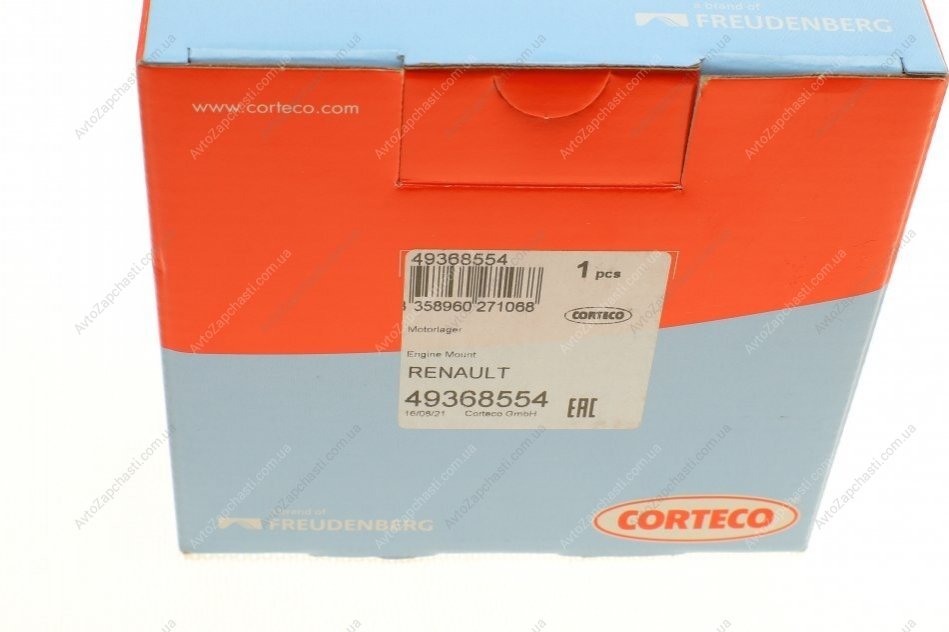 a brand of
FREUDENBERG
www.corteco.com
49368554
1 pcs
358960 271068
CORTECO
Motorlager
Engine Mount
RENAULT
49368554
16/08/21 Corteco GmbH
EAC
a brand of
FREUDENBERG
CORTECO
AvtoZapchasti.com.ua